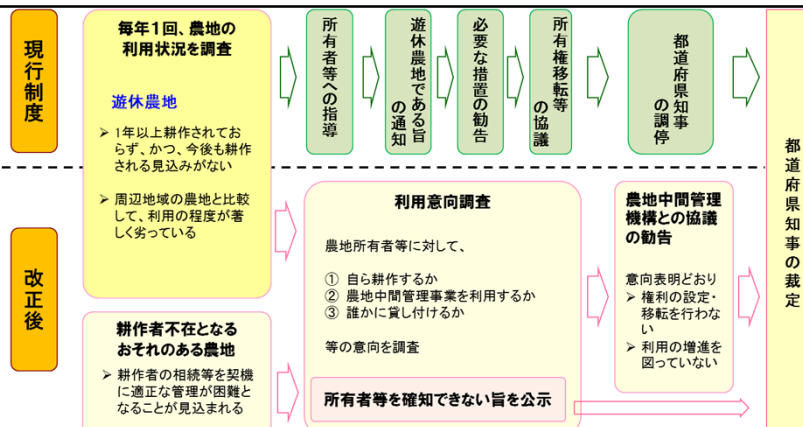 現行制度
毎年1回、農地の
利用状況を調査
遊休農地
➢ 1年以上耕作されてお
らず、かつ、今後も耕作
される見込みがない
➢ 周辺地域の農地と比較
して、利用の程度が著
しく劣っている
所有者等への指導
遊休農地である旨
の通知
必要な措置の勧告
所有権移転等
の協議
都道府県知事
の調停
都道府県知事の裁定
改正後
耕作者不在となる
おそれのある農地
➢ 耕作者の相続等を契機
に適正な管理が困難と
なることが見込まれる
利用意向調査
農地所有者等に対して、
① 自ら耕作するか
② 農地中間管理事業を利用するか
③ 誰かに貸し付けるか
等の意向を調査
所有者等を確知できない旨を公示
農地中間管理
機構との協議
の勧告
意向表明どおり
➢ 権利の設定・
移転を行わな
い
➢ 利用の増進を
図っていない